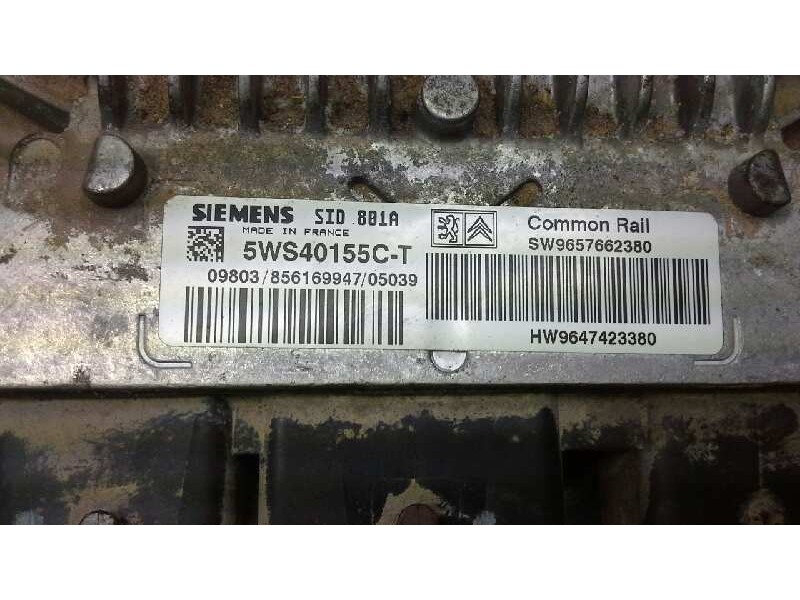 SIEMENS SID 801A
MADE IN FRANCE
5WS40155C-T
09803/856169947/05039
Common Rail
SW9657662380
HW9647423380